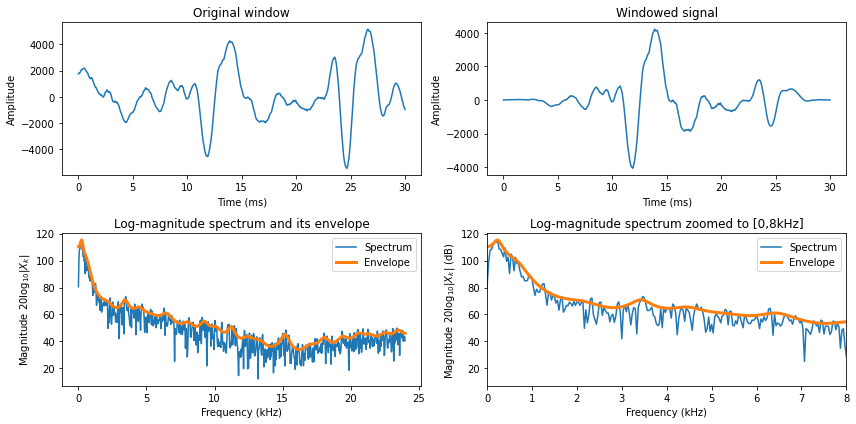 Original window
Amplitude
4000
2000
0
−2000
−4000
0 5 10 15 20 25 30
Time (ms)
Windowed signal
Amplitude
4000
2000
0
−2000
−4000
0 5 10 15 20 25 30
Time (ms)
Log-magnitude spectrum and its envelope
Magnitude 20log₁₀|Xₖ|
120
100
80
60
40
20
Spectrum
Envelope
0 5 10 15 20 25
Frequency (kHz)
Log-magnitude spectrum zoomed to [0,8kHz]
Magnitude 20log₁₀|Xₖ| (dB)
120
100
80
60
40
20
Spectrum
Envelope
0 1 2 3 4 5 6 7 8
Frequency (kHz)